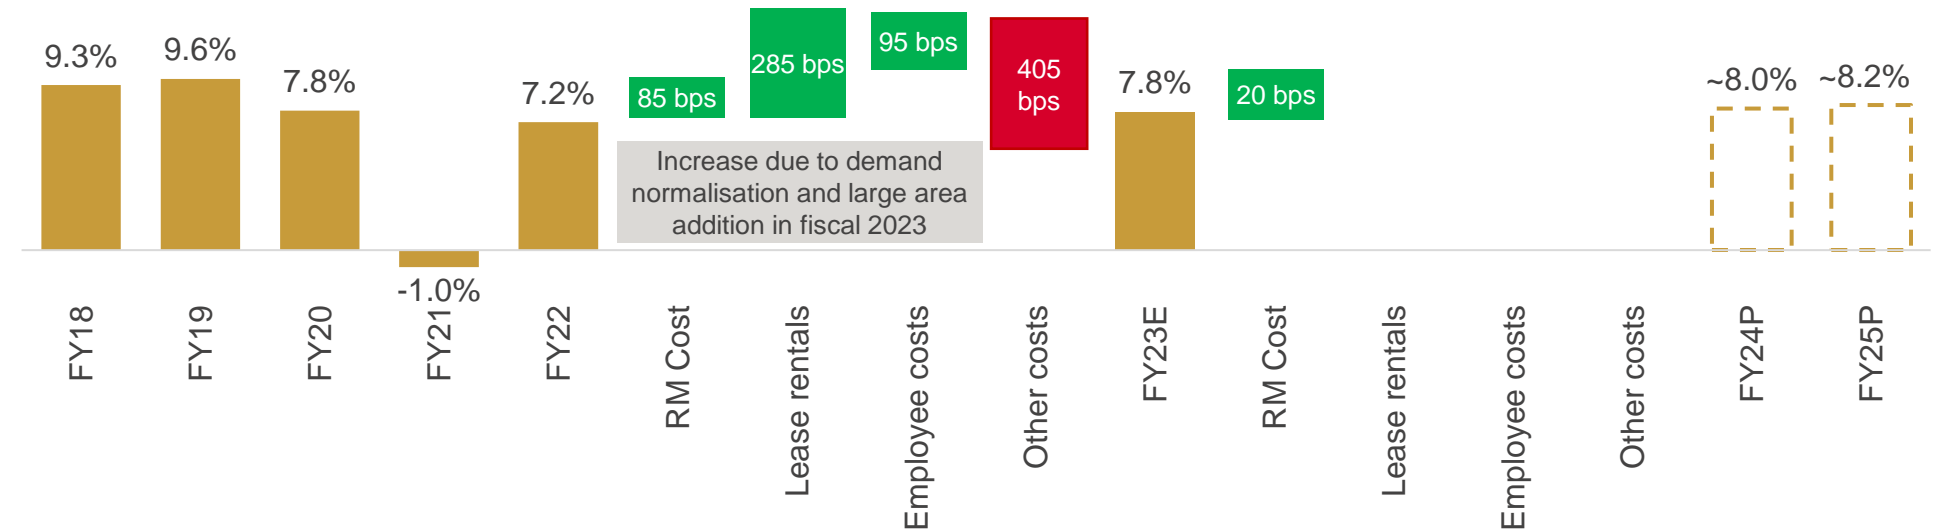 9.3%
9.6%
7.8%
-1.0%
7.2%
85 bps
285 bps
95 bps
405
bps
7.8%
20 bps
~8.0%
~8.2%
Increase due to demand
normalisation and large area
addition in fiscal 2023
FY18
FY19
FY20
FY21
FY22
RM Cost
Lease rentals
Employee costs
Other costs
FY23E
RM Cost
Lease rentals
Employee costs
Other costs
FY24P
FY25P